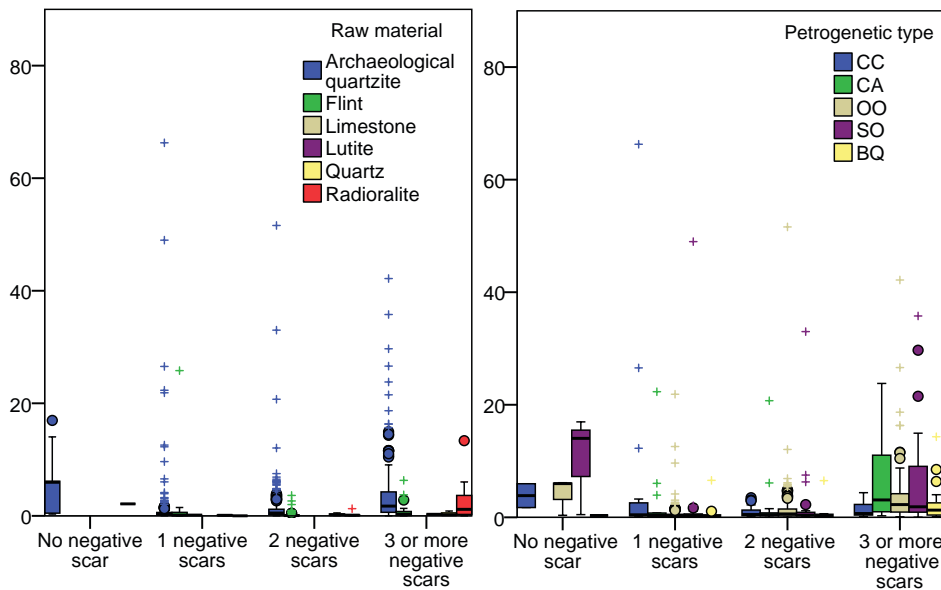 80
60
40
20
0
Raw material
Archaeological
quartzite
Flint
Limestone
Lutite
Quartz
Radioralite
No negative
scar
1 negative
scars
2 negative
scars
3 or more
negative
scars
80
60
40
20
0
Petrogenetic type
CC
CA
OO
SO
BQ
No negative
scar
1 negative
scars
2 negative
scars
3 or more
negative
scars